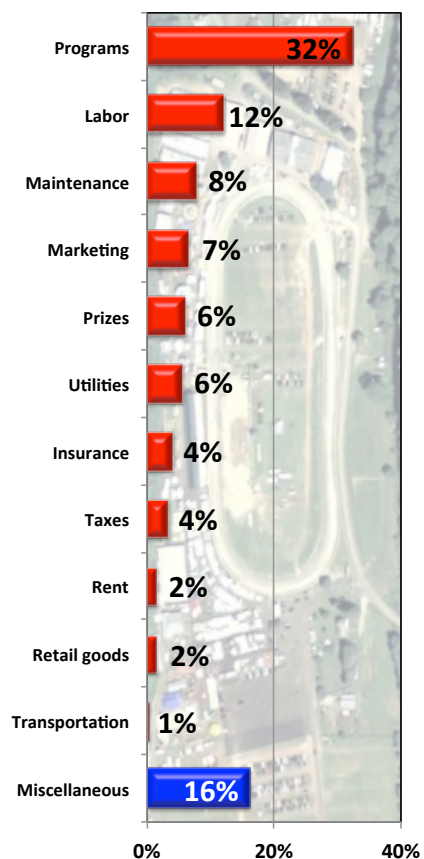 Programs 32%
Labor 12%
Maintenance 8%
Marketing 7%
Prizes 6%
Utilities 6%
Insurance 4%
Taxes 4%
Rent 2%
Retail goods 2%
Transportation 1%
Miscellaneous 16%
0% 20% 40%